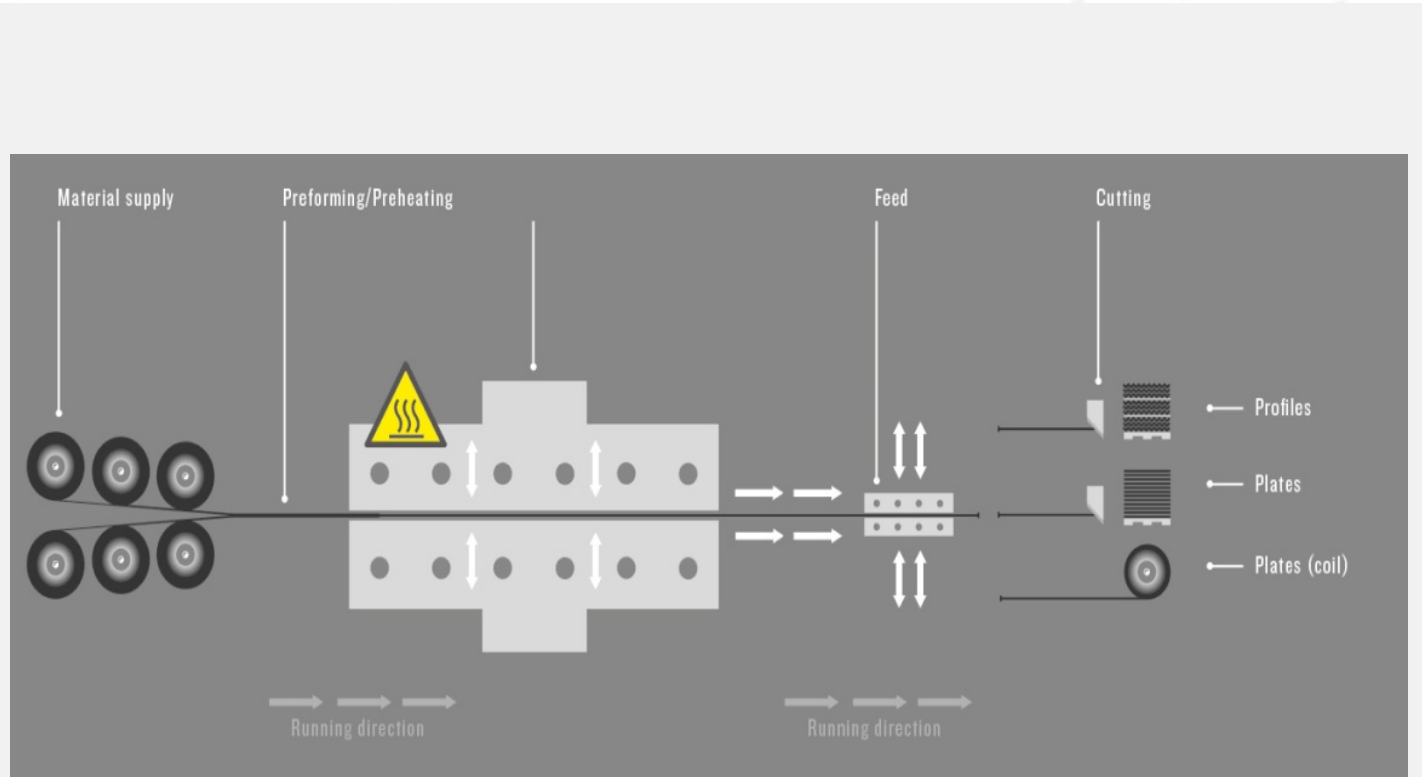 Material supply
Preforming/Preheating
Feed
Cutting
Profiles
Plates
Plates (coil)
Running direction
Running direction